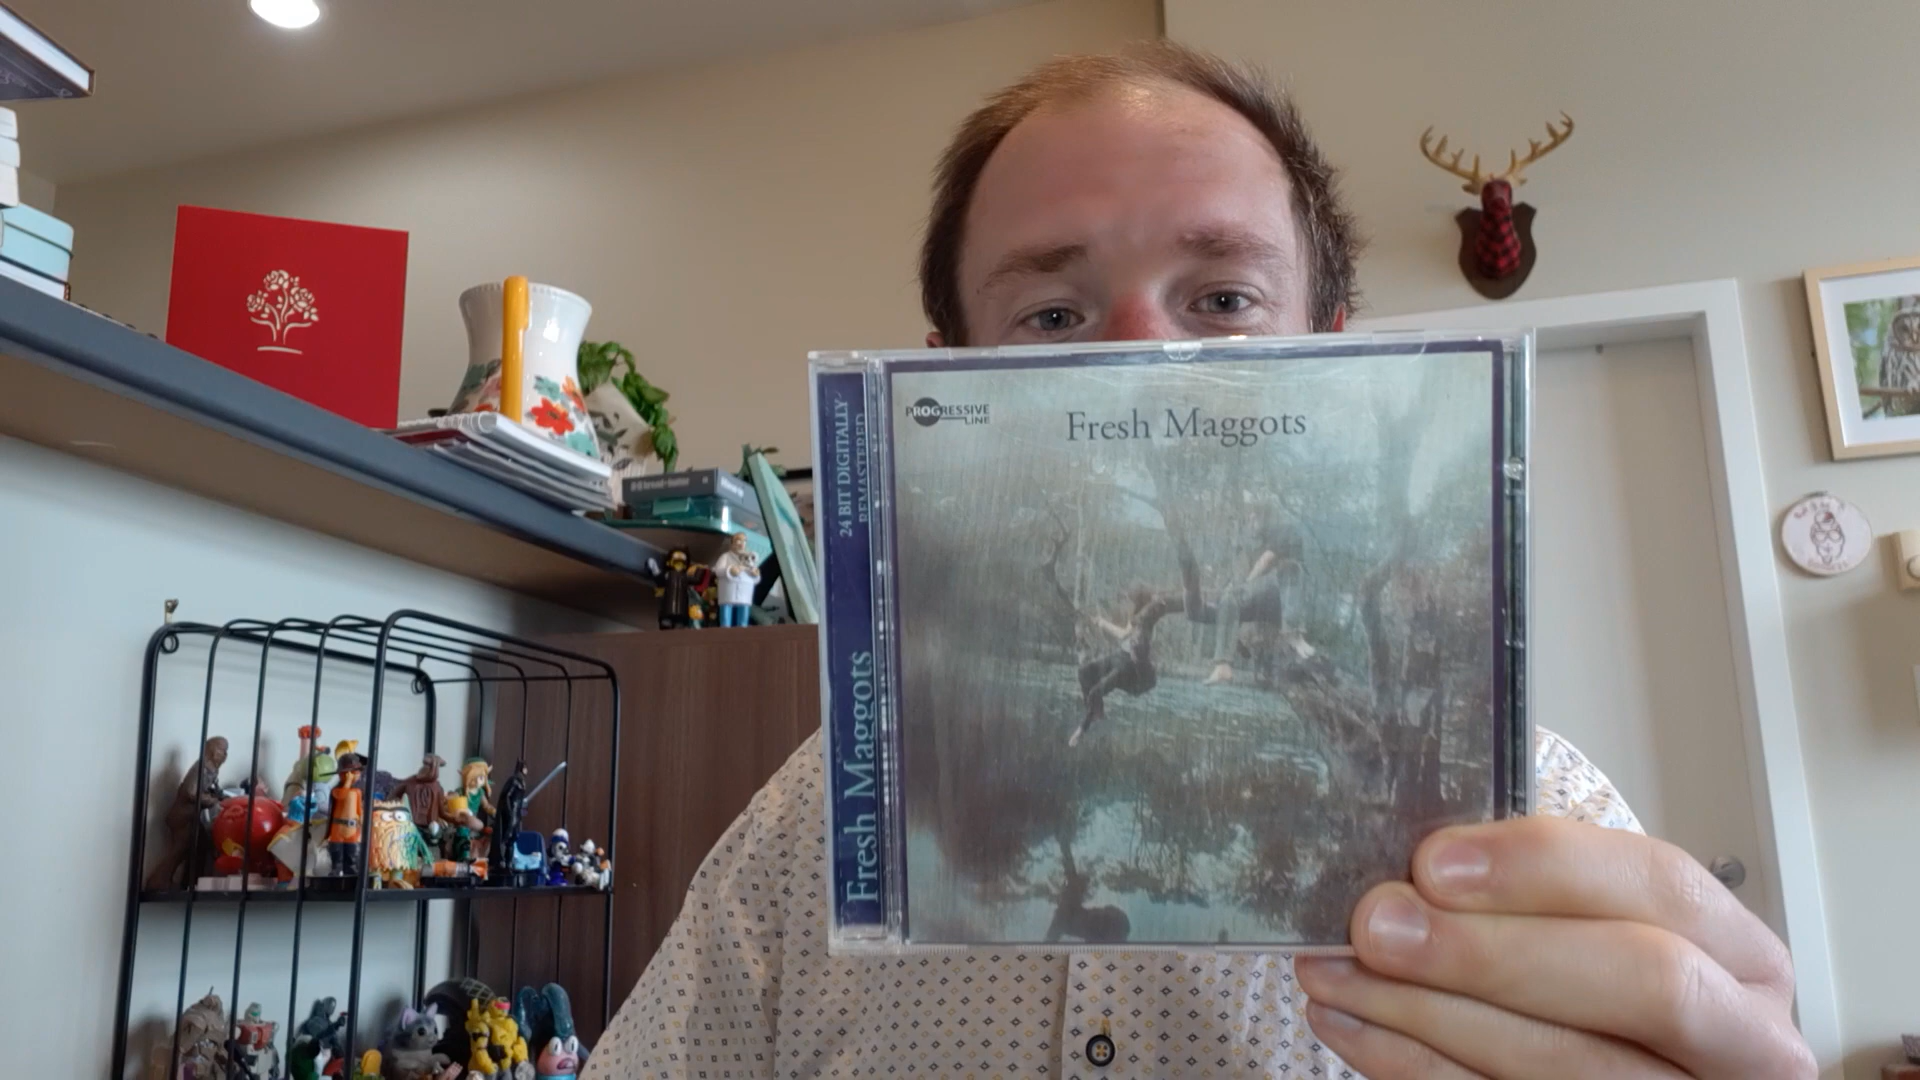 PROGRESSIVE
LINE
Fresh Maggots
24 BIT DIGITALLY
REMASTERED
Fresh Maggots